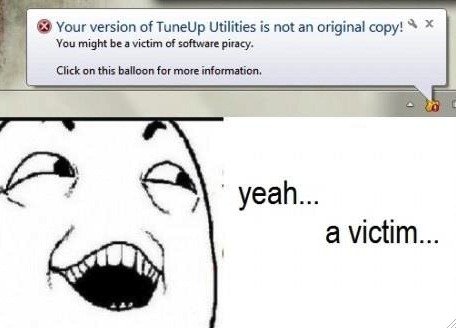 Your version of TuneUp Utilities is not an original copy!
You might be a victim of software piracy.
Click on this balloon for more information.
yeah...
a victim...